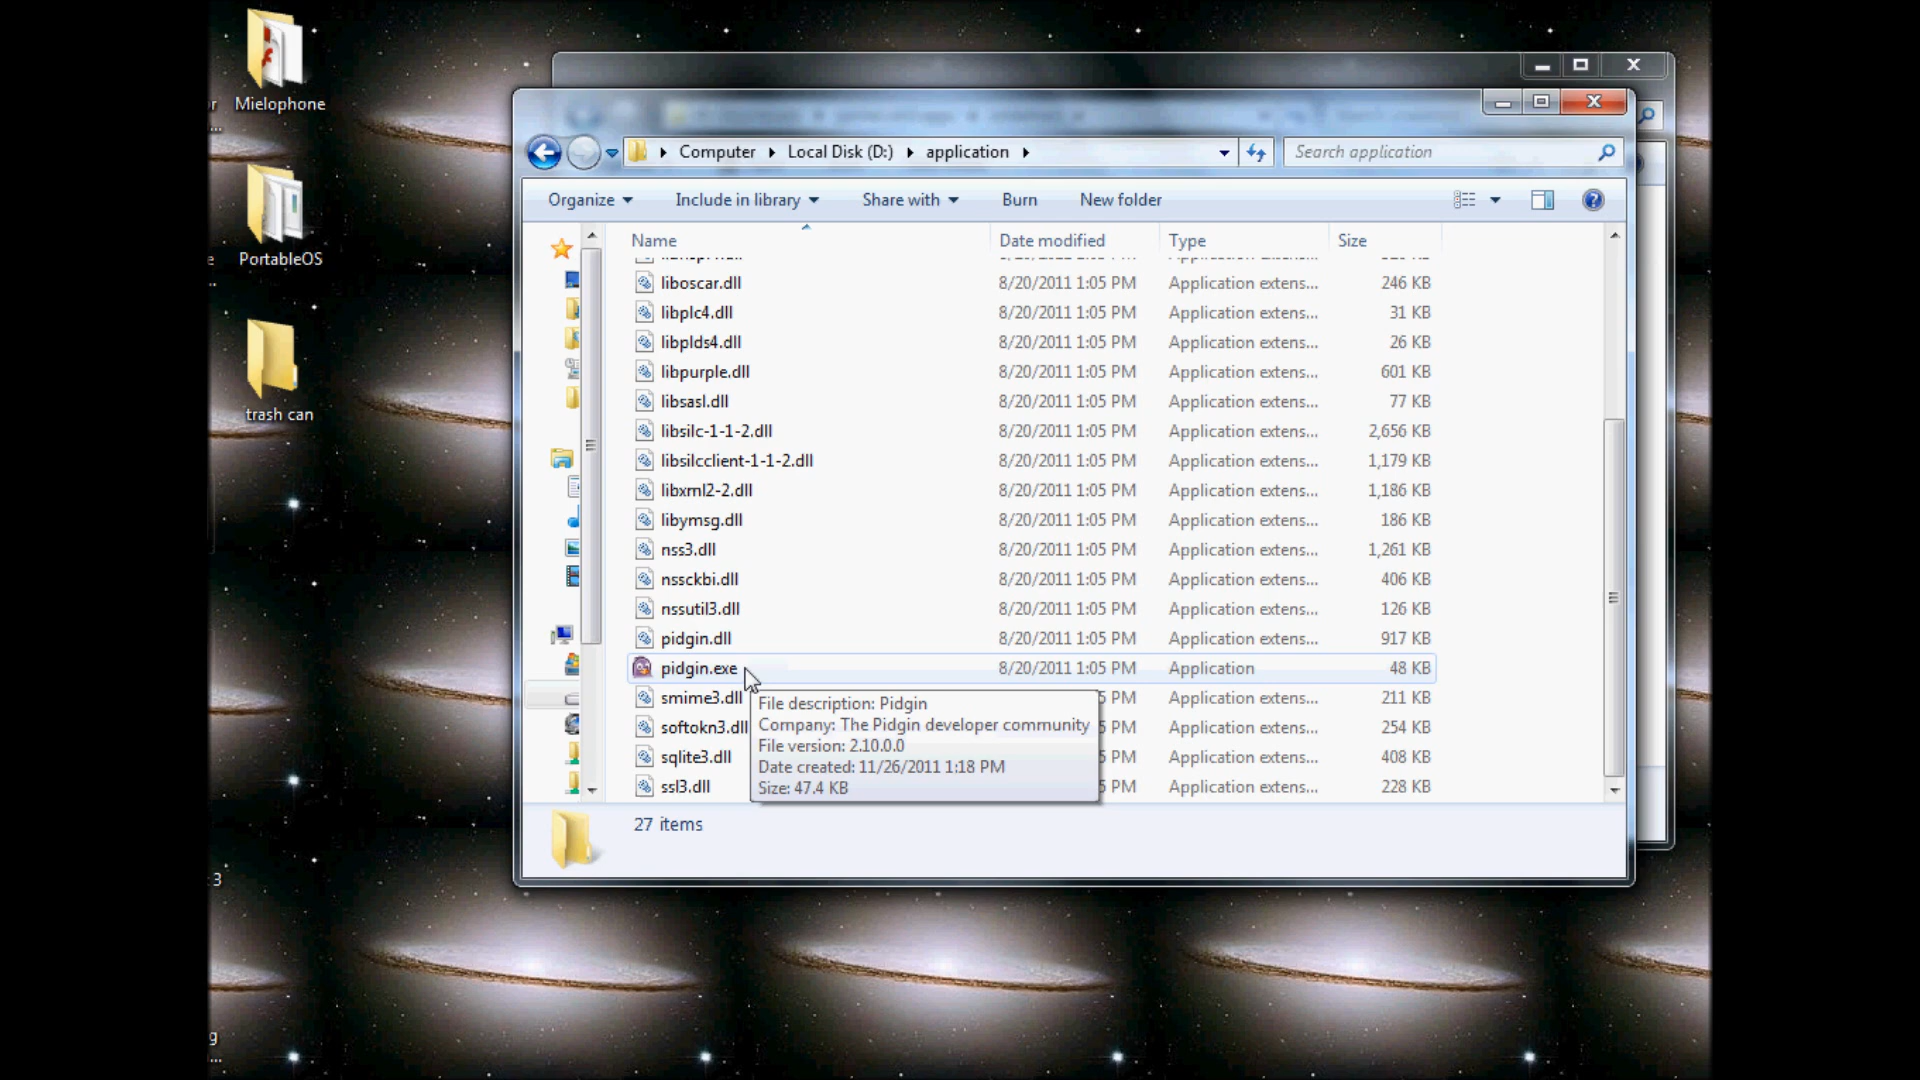 Mielophone
PortableOS
trash can
Computer
Local Disk (D:)
application
Search application
Organize
Include in library
Share with
Burn
New folder
Name
Date modified
Type
Size
liboscar.dll 8/20/2011 1:05 PM Application extens... 246 KB
libplc4.dll 8/20/2011 1:05 PM Application extens... 31 KB
libplds4.dll 8/20/2011 1:05 PM Application extens... 26 KB
libpurple.dll 8/20/2011 1:05 PM Application extens... 601 KB
libsasl.dll 8/20/2011 1:05 PM Application extens... 77 KB
libsilc-1-1-2.dll 8/20/2011 1:05 PM Application extens... 2,656 KB
libsilcclient-1-1-2.dll 8/20/2011 1:05 PM Application extens... 1,179 KB
libxml2-2.dll 8/20/2011 1:05 PM Application extens... 1,186 KB
libymsg.dll 8/20/2011 1:05 PM Application extens... 186 KB
nss3.dll 8/20/2011 1:05 PM Application extens... 1,261 KB
nssckbi.dll 8/20/2011 1:05 PM Application extens... 406 KB
nssutil3.dll 8/20/2011 1:05 PM Application extens... 126 KB
pidgin.dll 8/20/2011 1:05 PM Application extens... 917 KB
pidgin.exe 8/20/2011 1:05 PM Application 48 KB
smime3.dll 5 PM Application extens... 211 KB
softokn3.dll 5 PM Application extens... 254 KB
sqlite3.dll 5 PM Application extens... 408 KB
ssl3.dll 5 PM Application extens... 228 KB
File description: Pidgin
Company: The Pidgin developer community
File version: 2.10.0.0
Date created: 11/26/2011 1:18 PM
Size: 47.4 KB
27 items
3